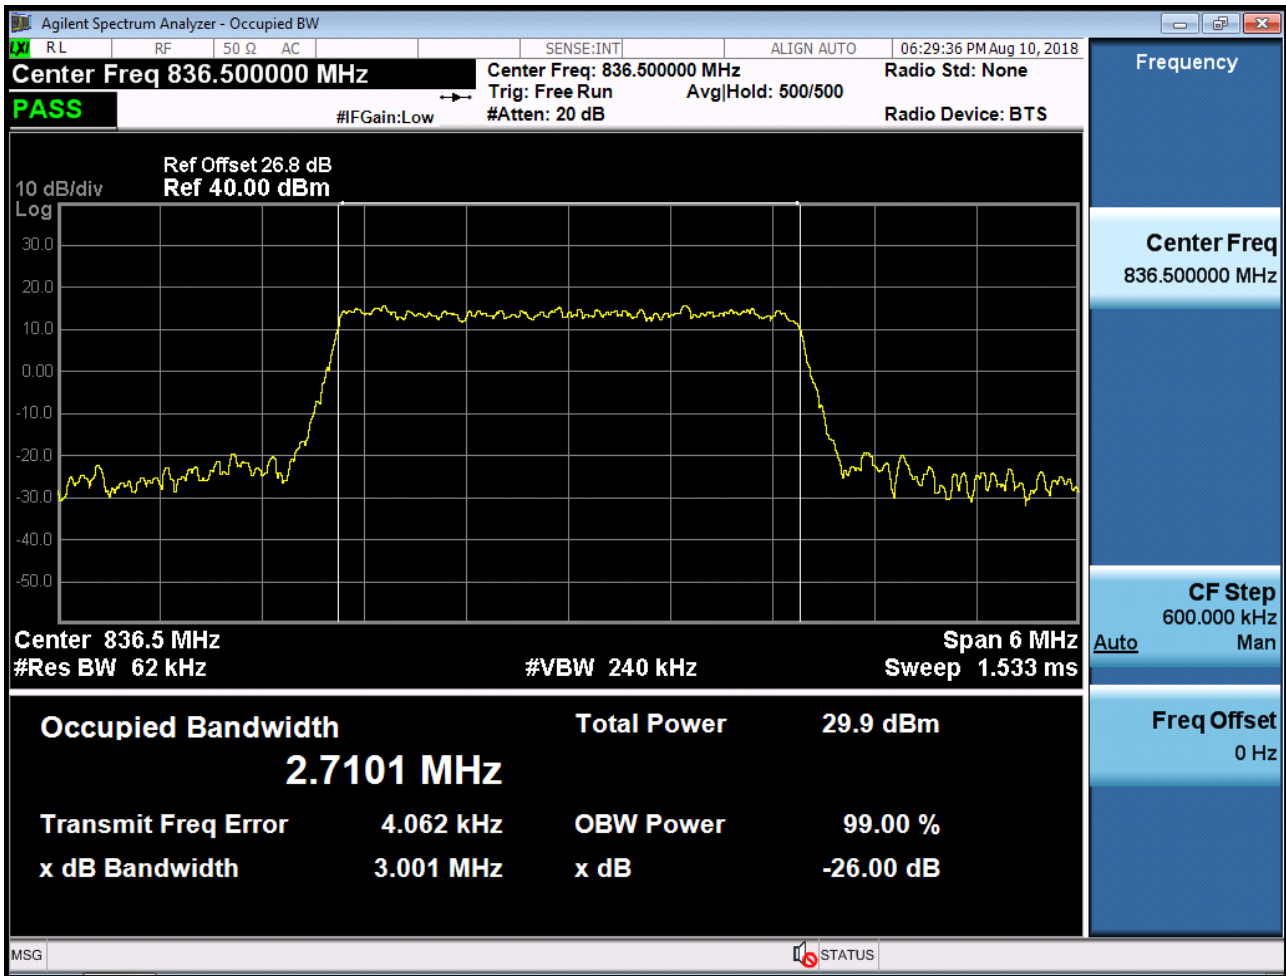 Agilent Spectrum Analyzer - Occupied BW
LXI RL RF 50 Ω AC SENSE:INT ALIGN AUTO 06:29:36 PM Aug 10, 2018
Center Freq 836.500000 MHz
Center Freq: 836.500000 MHz Radio Std: None
Trig: Free Run Avg|Hold: 500/500
PASS
#IFGain:Low #Atten: 20 dB Radio Device: BTS
Ref Offset 26.8 dB
10 dB/div Ref 40.00 dBm
Log
30.0
20.0
10.0
0.00
-10.0
-20.0
-30.0
-40.0
-50.0
Center 836.5 MHz Span 6 MHz
#Res BW 62 kHz #VBW 240 kHz Sweep 1.533 ms
Occupied Bandwidth Total Power 29.9 dBm
2.7101 MHz
Transmit Freq Error 4.062 kHz OBW Power 99.00 %
x dB Bandwidth 3.001 MHz x dB -26.00 dB
MSG STATUS
Frequency
Center Freq
836.500000 MHz
CF Step
600.000 kHz
Auto Man
Freq Offset
0 Hz